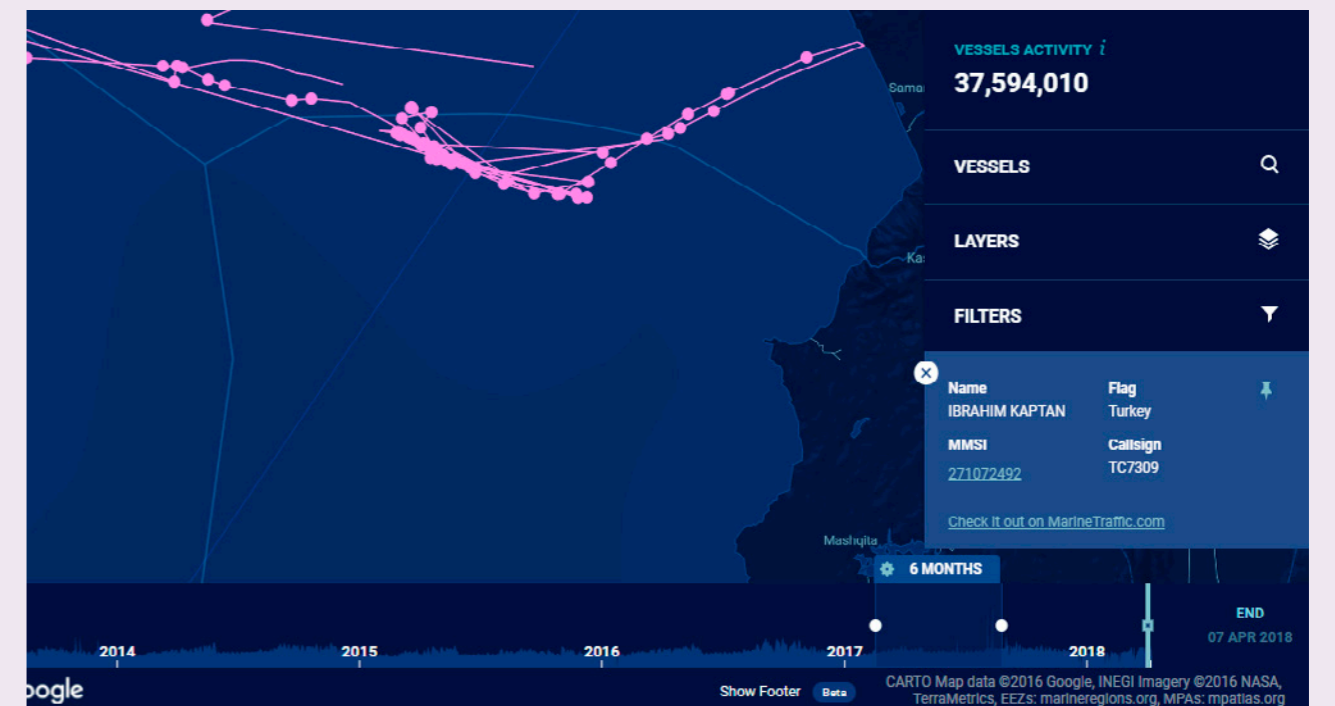 VESSELS ACTIVITY i
37,594,010
VESSELS
LAYERS
FILTERS
Name
IBRAHIM KAPTAN
Flag
Turkey
MMSI
271072492
Callsign
TC7309
Check it out on MarineTraffic.com
Sama
Ka
Mashqita
6 MONTHS
2014 2015 2016 2017 2018
END
07 APR 2018
oogle
Show Footer Beta
CARTO Map data ©2016 Google, INEGI Imagery ©2016 NASA,
TerraMetrics, EEZs: marineregions.org, MPAs: mpatlas.org